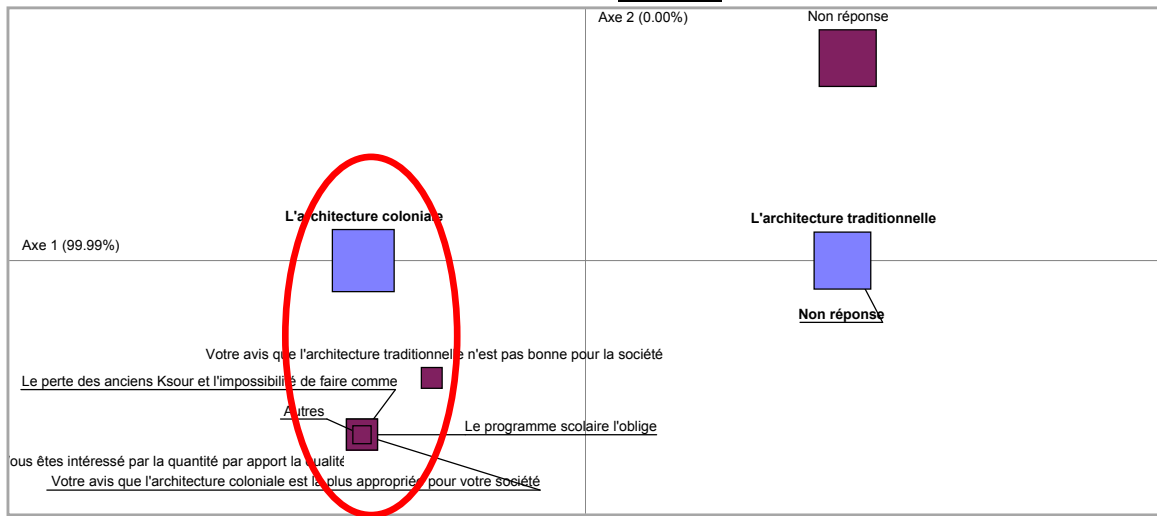 Axe 2 (0.00%)
Non réponse
L'architecture coloniale
L'architecture traditionnelle
Axe 1 (99.99%)
Non réponse
Votre avis que l'architecture traditionnelle n'est pas bonne pour la société
Le perte des anciens Ksour et l'impossibilité de faire comme
Autres
Le programme scolaire l'oblige
ous êtes intéressé par la quantité par apport la qualité
Votre avis que l'architecture coloniale est la plus appropriée pour votre société